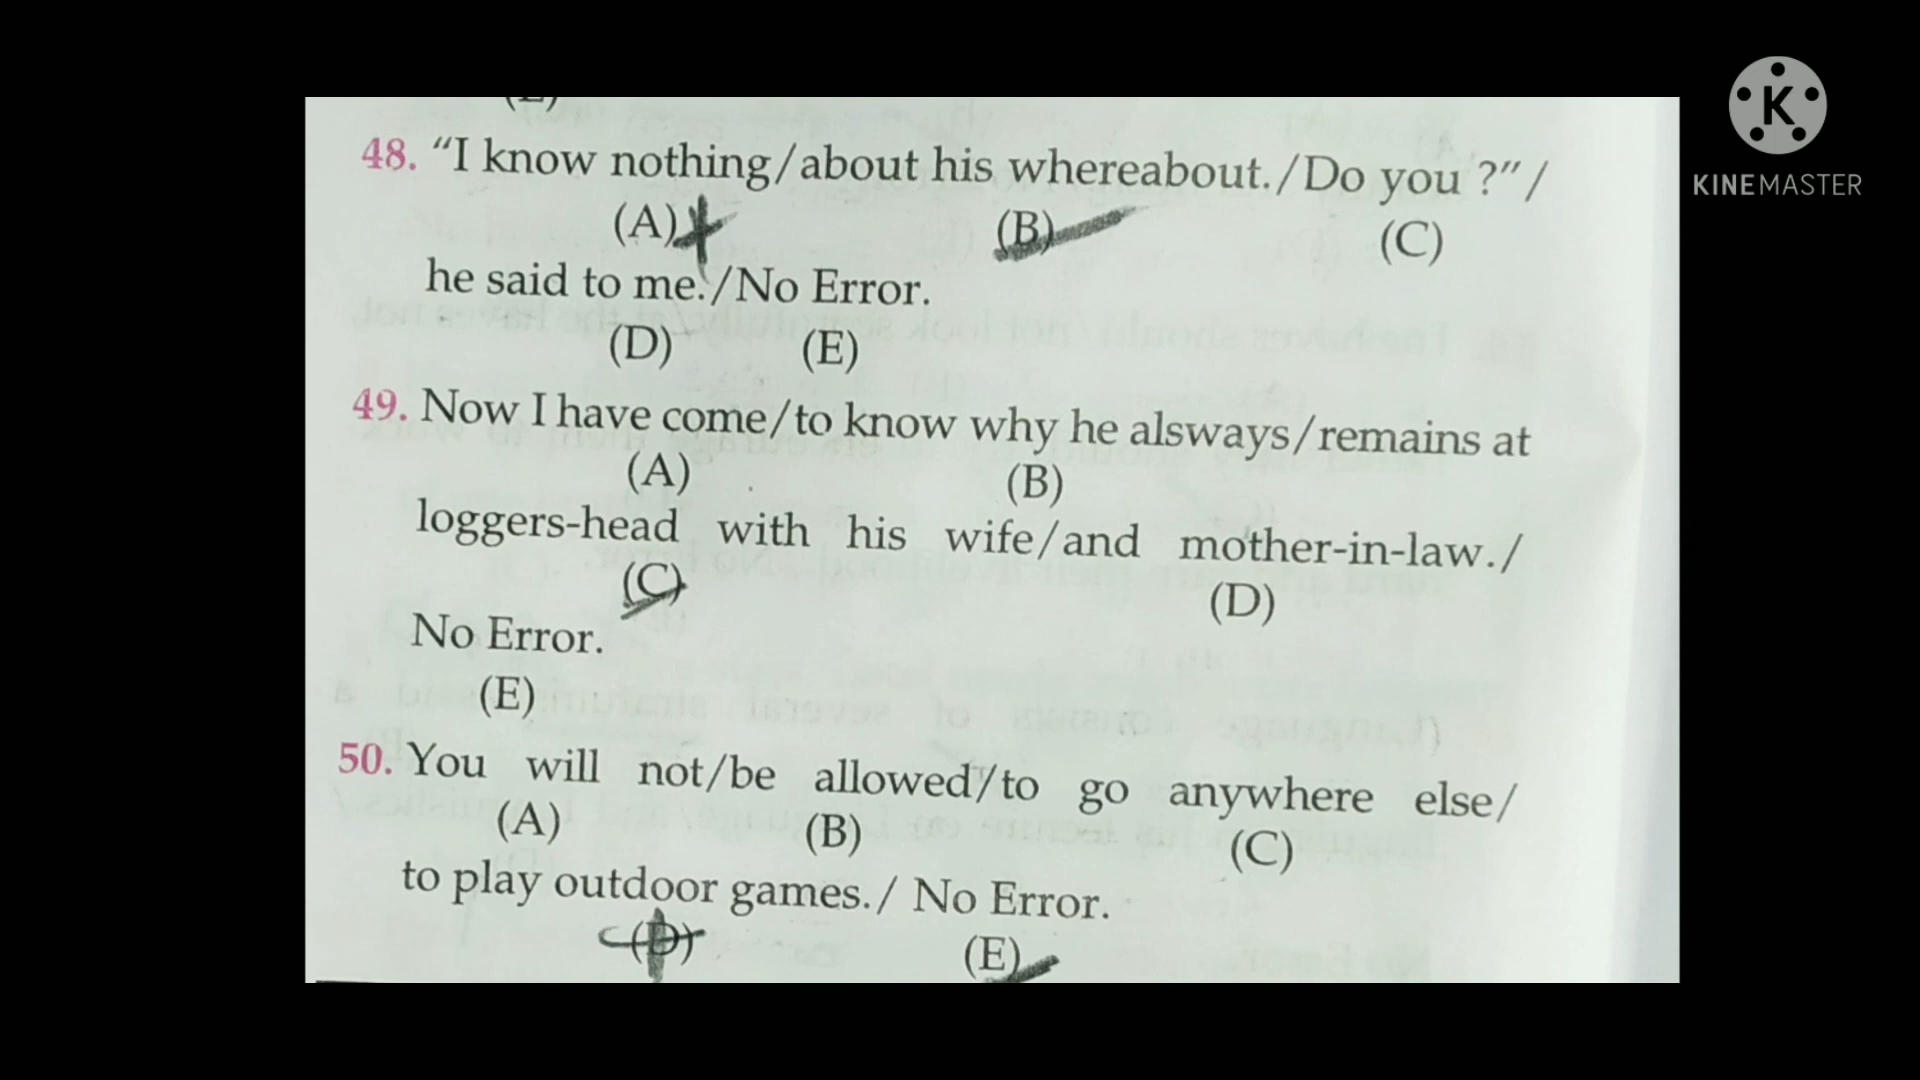 48. "I know nothing/about his whereabout./Do you ?"/
(A) (B) (C)
he said to me./No Error.
(D) (E)
49. Now I have come/to know why he alsways/remains at
(A) (B)
loggers-head with his wife/and mother-in-law./
(C) (D)
No Error.
(E)
50. You will not/be allowed/to go anywhere else/
(A) (B) (C)
to play outdoor games./ No Error.
(D) (E)
K
KINEMASTER